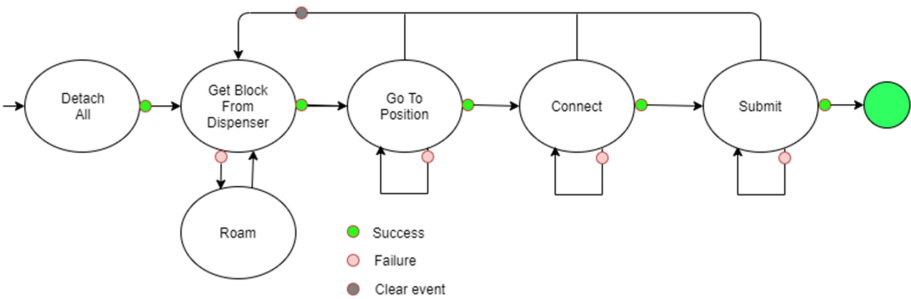 Detach
All
Get Block
From
Dispenser
Go To
Position
Connect
Submit
Roam
Success
Failure
Clear event